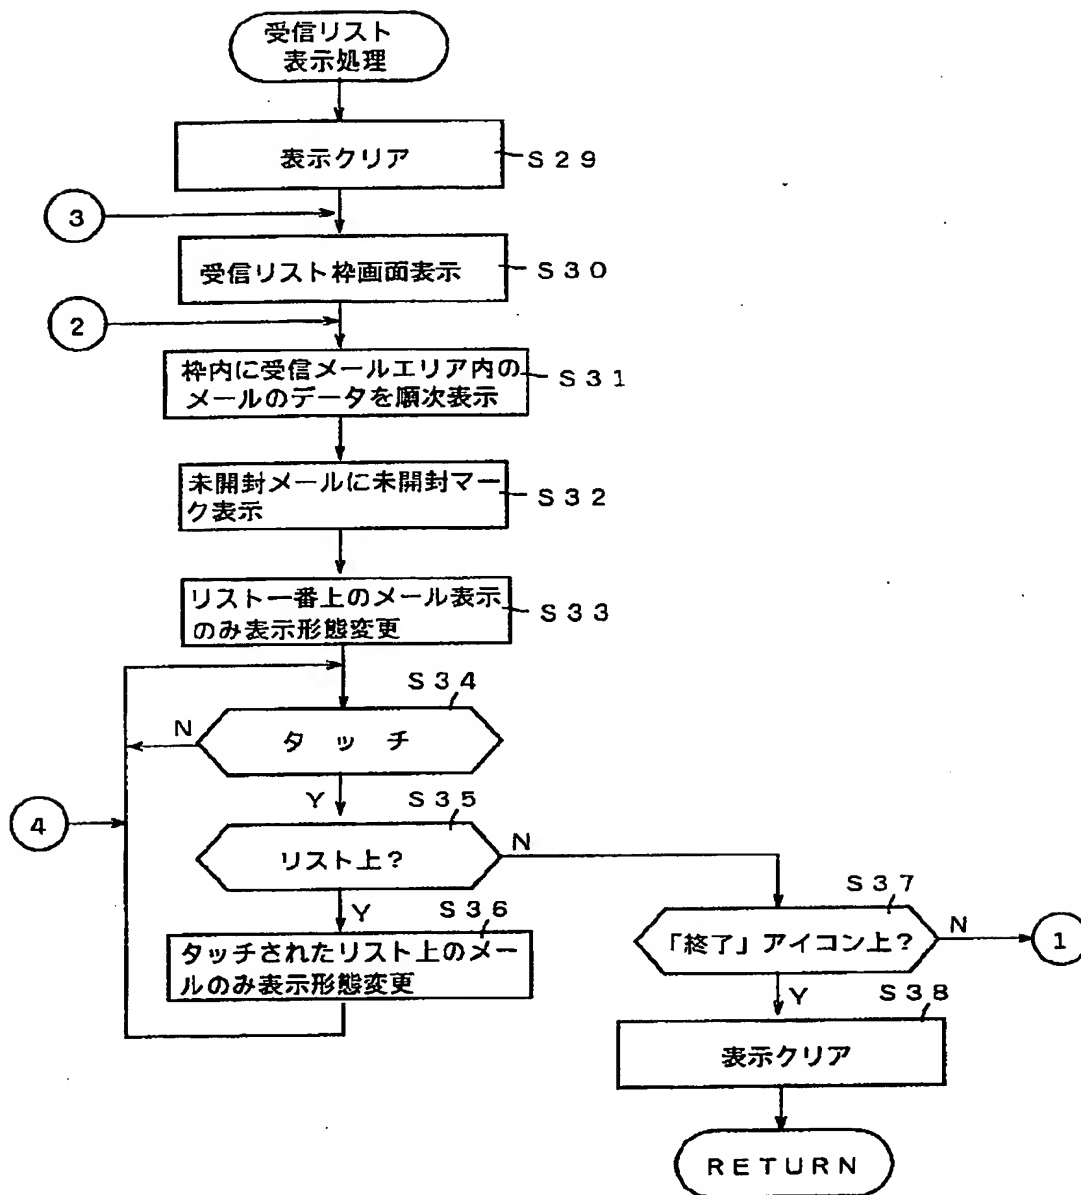 受信リスト
表示処理
表示クリア
S29
3
受信リスト枠画面表示
S30
2
枠内に受信メールエリア内の
メールのデータを順次表示
S31
未開封メールに未開封マー
ク表示
S32
リスト一番上のメール表示
のみ表示形態変更
S33
S34
タッチ
N
Y
S35
4
リスト上?
N
Y
S36
S37
タッチされたリスト上のメー
ルのみ表示形態変更
「終了」アイコン上?
N
1
Y
S38
表示クリア
RETURN